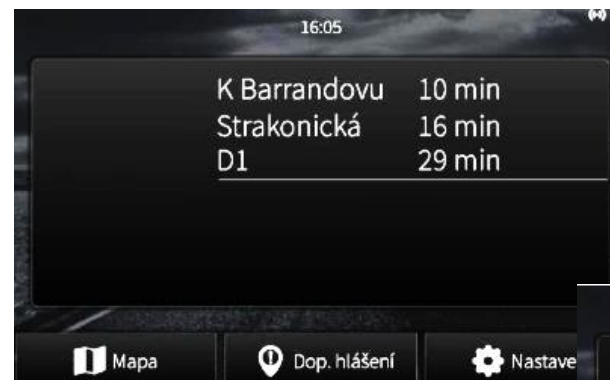 16:05
K Barrandovu 10 min
Strakonická 16 min
D1 29 min
Mapa Dop. hlášení Nastave